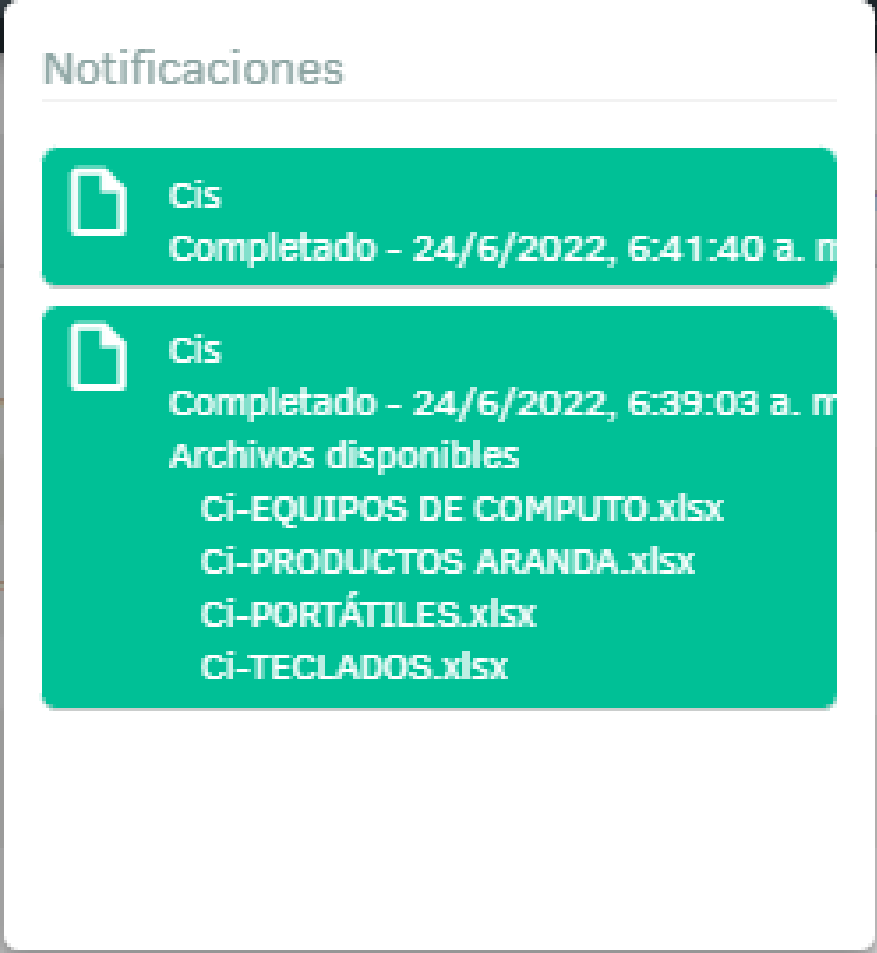 Notificaciones
Cis
Completado - 24/6/2022, 6:41:40 a. m
Cis
Completado - 24/6/2022, 6:39:03 a. m
Archivos disponibles
Ci-EQUIPOS DE COMPUTO.xlsx
Ci-PRODUCTOS ARANDA.xlsx
Ci-PORTÁTILES.xlsx
Ci-TECLADOS.xlsx